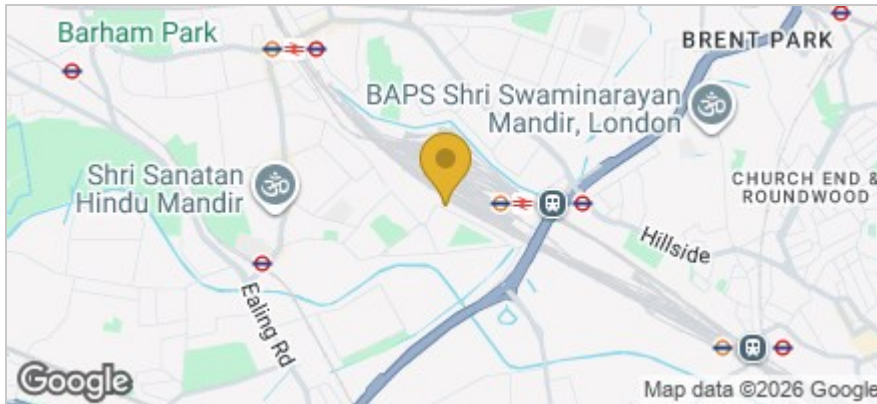 Barham Park
BRENT PARK
BAPS Shri Swaminarayan
Mandir, London
Shri Sanatan
Hindu Mandir
CHURCH END &
ROUNDWOOD
Hillside
Ealing Rd
Google
Map data ©2026 Google